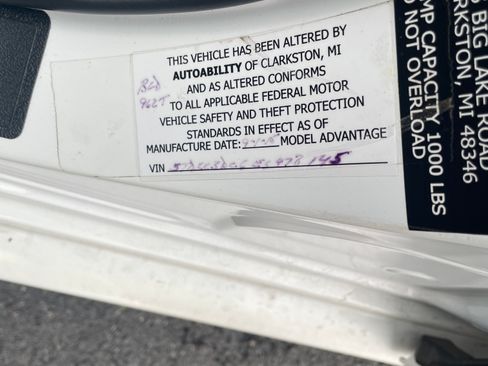 THIS VEHICLE HAS BEEN ALTERED BY
AUTOABILITY OF CLARKSTON, MI
AND AS ALTERED CONFORMS
TO ALL APPLICABLE FEDERAL MOTOR
VEHICLE SAFETY AND THEFT PROTECTION
STANDARDS IN EFFECT AS OF
MANUFACTURE DATE: MODEL ADVANTAGE
VIN
BIG LAKE ROAD
CLARKSTON, MI 48346
MP CAPACITY 1000 LBS
DO NOT OVERLOAD